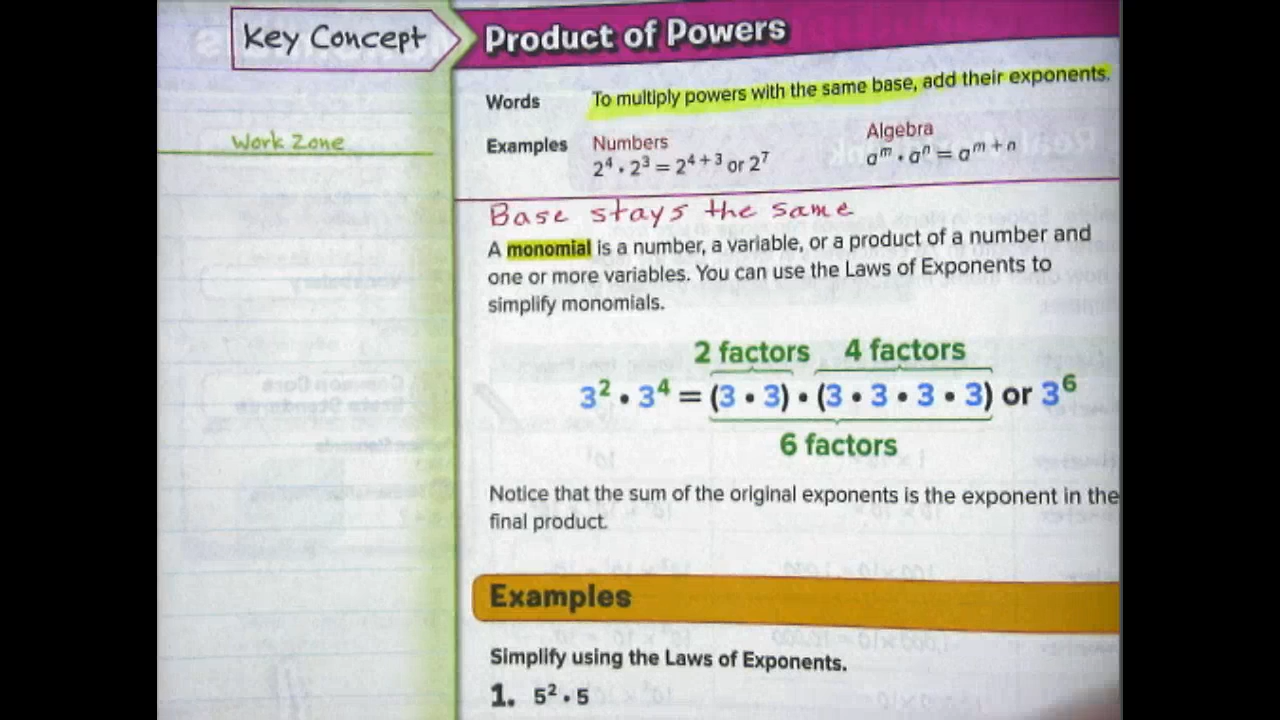 Key Concept
Product of Powers
Words To multiply powers with the same base, add their exponents.
Work Zone
Examples Numbers Algebra
2⁴ · 2³ = 2⁴ ⁺ ³ or 2⁷ aᵐ · aⁿ = aᵐ ⁺ ⁿ
Base stays the same
A monomial is a number, a variable, or a product of a number and
one or more variables. You can use the Laws of Exponents to
simplify monomials.
2 factors 4 factors
3² · 3⁴ = (3 · 3) · (3 · 3 · 3 · 3) or 3⁶
6 factors
Notice that the sum of the original exponents is the exponent in the
final product.
Examples
Simplify using the Laws of Exponents.
1. 5² · 5